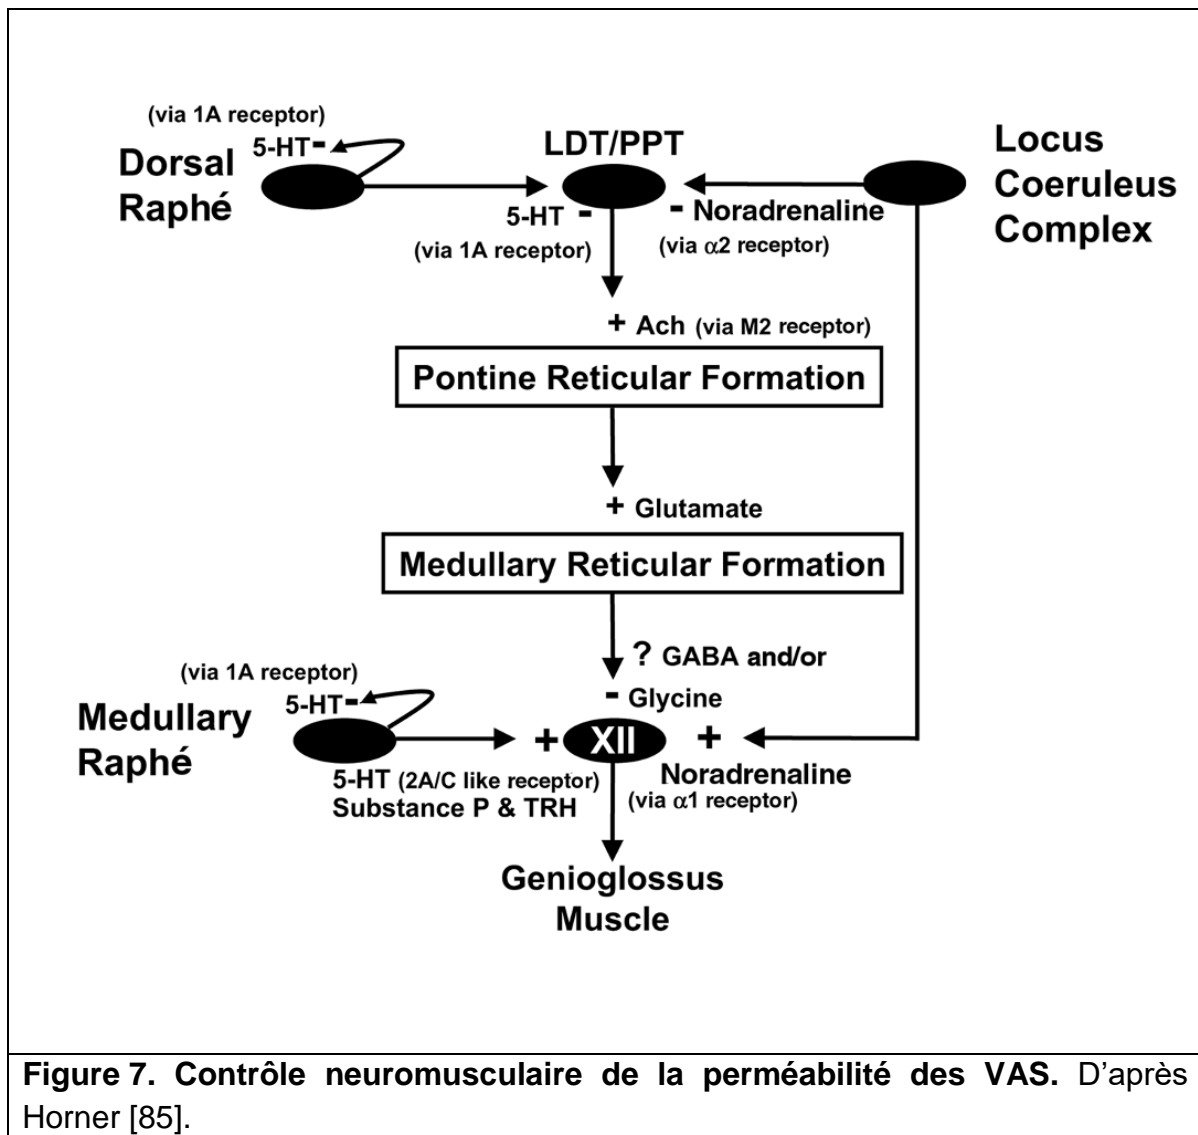 (via 1A receptor)
5-HT -
Dorsal
Raphé
LDT/PPT
5-HT -
(via 1A receptor)
- Noradrenaline
(via α2 receptor)
Locus
Coeruleus
Complex
+ Ach (via M2 receptor)
Pontine Reticular Formation
+ Glutamate
Medullary Reticular Formation
? GABA and/or
- Glycine
(via 1A receptor)
5-HT -
Medullary
Raphé
+ XII +
5-HT (2A/C like receptor)
Substance P & TRH
Noradrenaline
(via α1 receptor)
Genioglossus
Muscle
Figure 7. Contrôle neuromusculaire de la perméabilité des VAS. D’après
Horner [85].